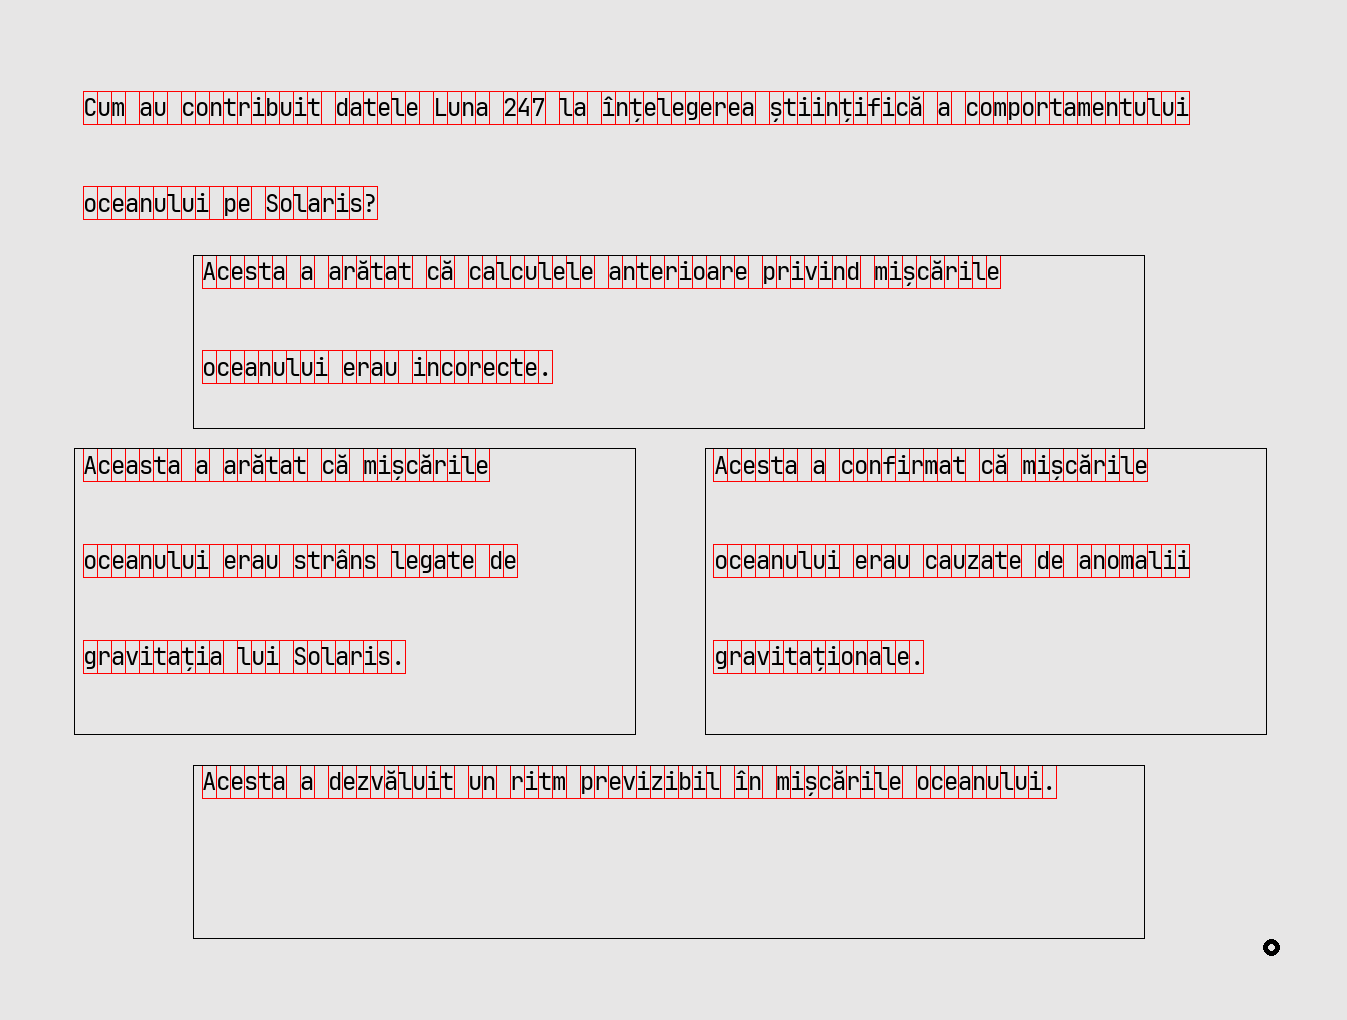 Cum au contribuit datele Luna 247 la înțelegerea științifică a comportamentului
oceanului pe Solaris?
Acesta a arătat că calculele anterioare privind mișcările
oceanului erau incorecte.
Aceasta a arătat că mișcările
oceanului erau strâns legate de
gravitația lui Solaris.
Acesta a confirmat că mișcările
oceanului erau cauzate de anomalii
gravitaționale.
Acesta a dezvăluit un ritm previzibil în mișcările oceanului.